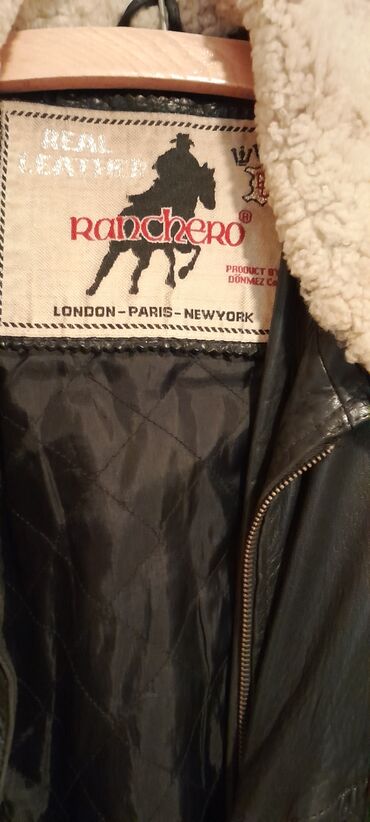 REAL
LEATHER
RANCHERO®
PRODUCT BY
DÖNMEZ
LONDON-PARIS-NEWYORK